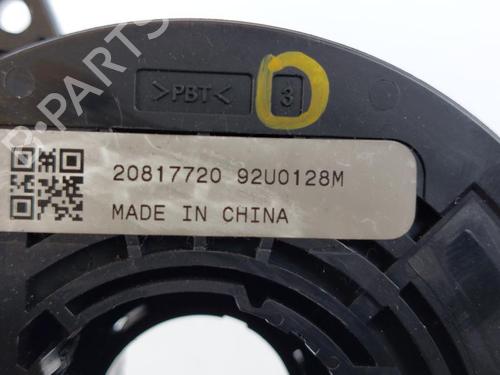 >PBT< 3
20817720 92U0128M
MADE IN CHINA
B-PARTS